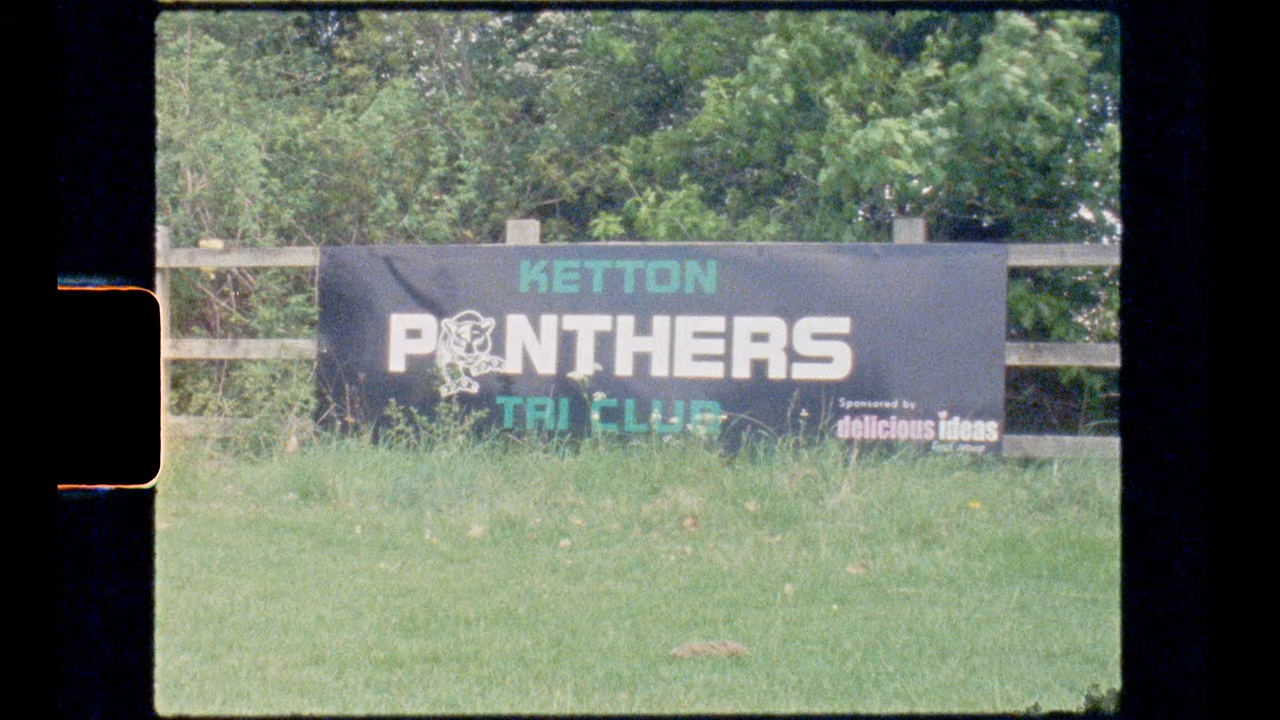 KETTON
PANTHERS
TRI CLUB
Sponsored by
delicious ideas